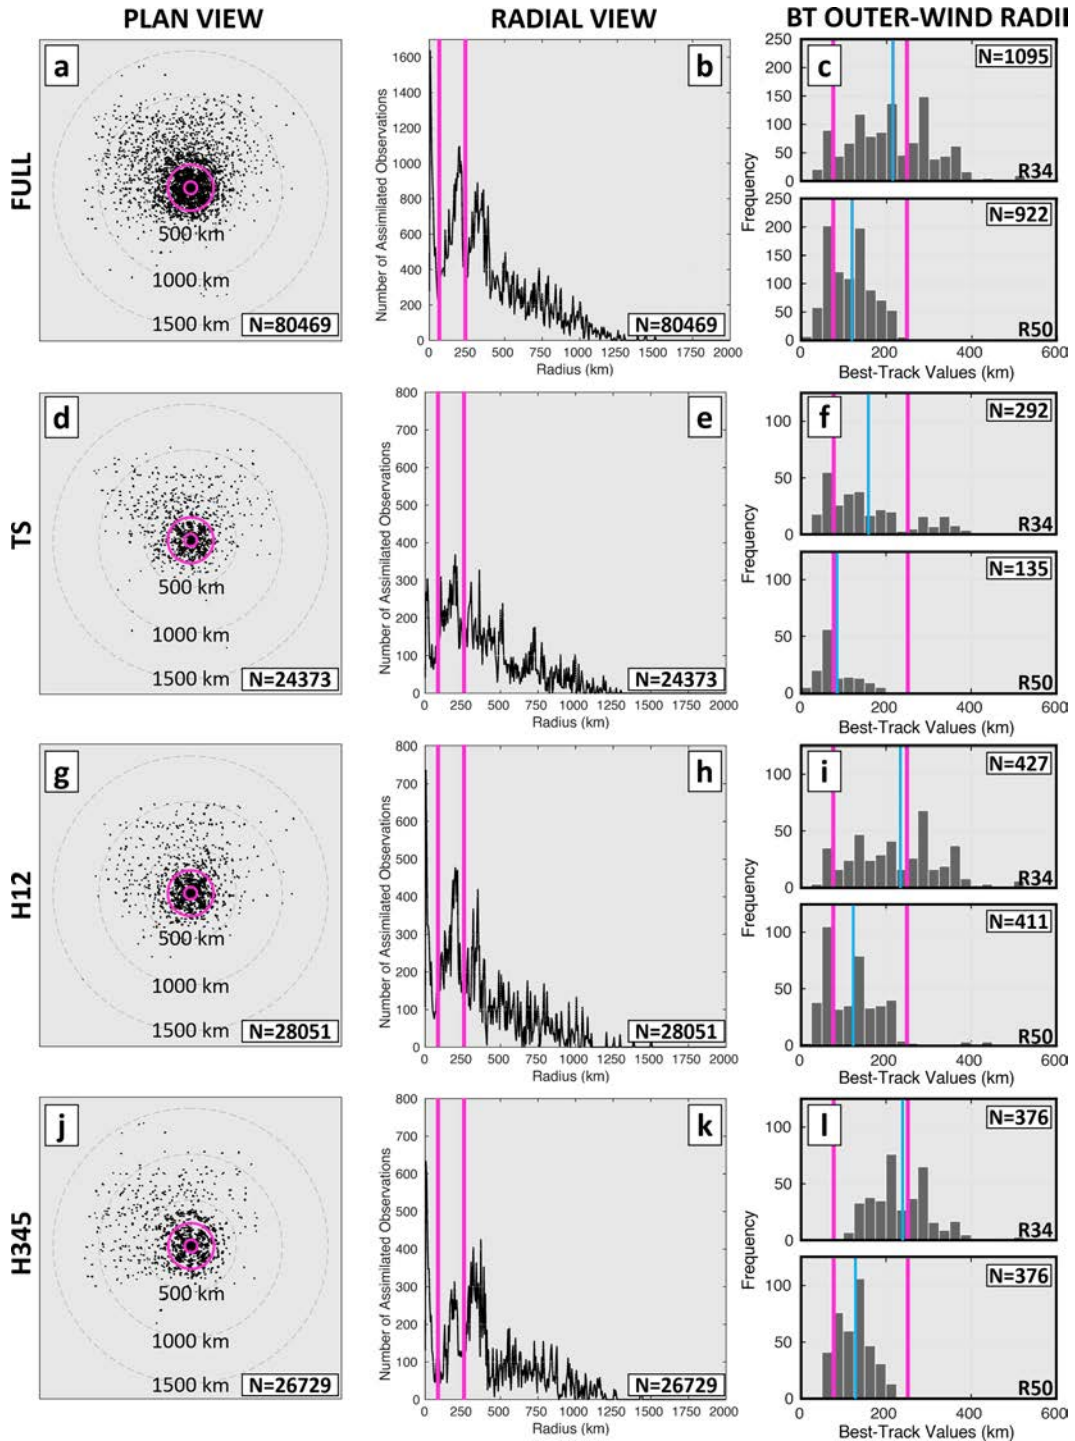 PLAN VIEW
RADIAL VIEW
BT OUTER-WIND RADII
FULL
a
500 km
1000 km
1500 km
N=80469
b
Number of Assimilated Observations
1600
1400
1200
1000
800
600
400
200
0
0 250 500 750 1000 1250 1500 1750 2000
Radius (km)
N=80469
c
N=1095
R34
250
200
150
100
50
0
Frequency
N=922
R50
250
200
150
100
50
0
0 200 400 600
Best-Track Values (km)
TS
d
500 km
1000 km
1500 km
N=24373
e
Number of Assimilated Observations
800
700
600
500
400
300
200
100
0
0 250 500 750 1000 1250 1500 1750 2000
Radius (km)
N=24373
f
N=292
R34
100
50
0
Frequency
N=135
R50
100
50
0
0 200 400 600
Best-Track Values (km)
H12
g
500 km
1000 km
1500 km
N=28051
h
Number of Assimilated Observations
800
700
600
500
400
300
200
100
0
0 250 500 750 1000 1250 1500 1750 2000
Radius (km)
N=28051
i
N=427
R34
100
50
0
Frequency
N=411
R50
100
50
0
0 200 400 600
Best-Track Values (km)
H345
j
500 km
1000 km
1500 km
N=26729
k
Number of Assimilated Observations
800
700
600
500
400
300
200
100
0
0 250 500 750 1000 1250 1500 1750 2000
Radius (km)
N=26729
l
N=376
R34
100
50
0
Frequency
N=376
R50
100
50
0
0 200 400 600
Best-Track Values (km)